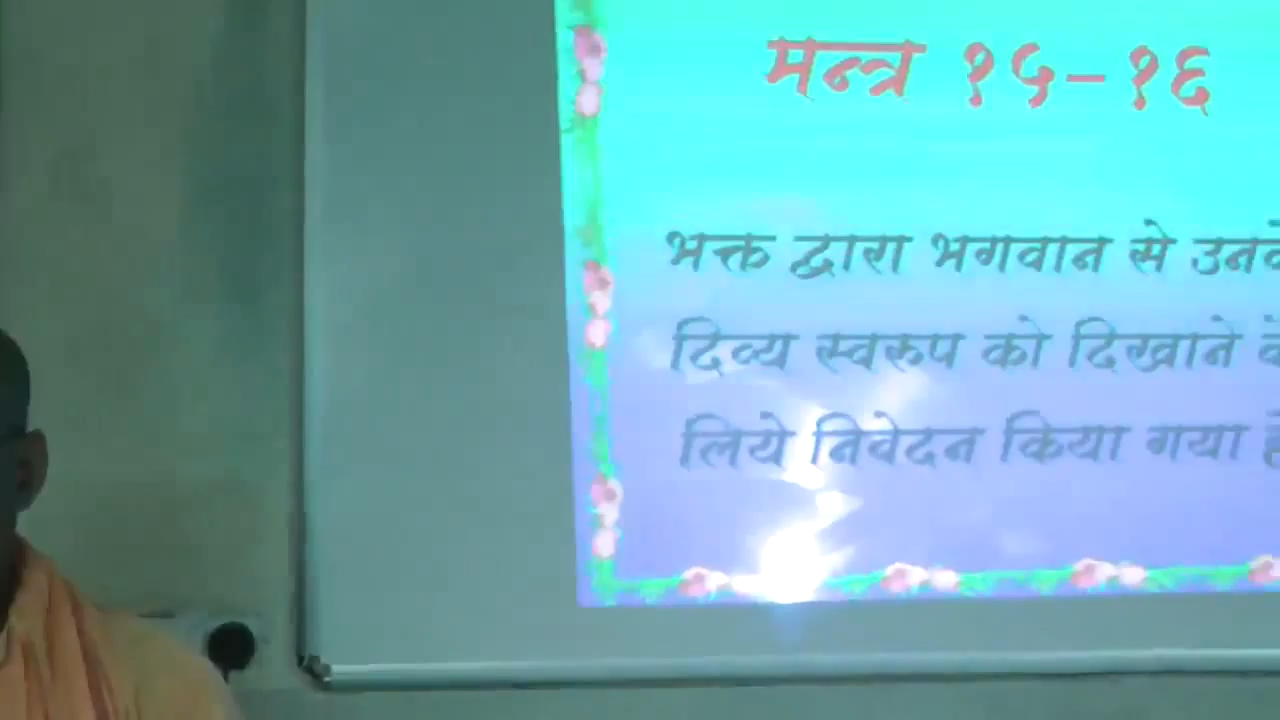 मन्त्र १५-१६
भक्त द्वारा भगवान से
दिव्य स्वरुप को दिखाने
लिये निवेदन किया गया